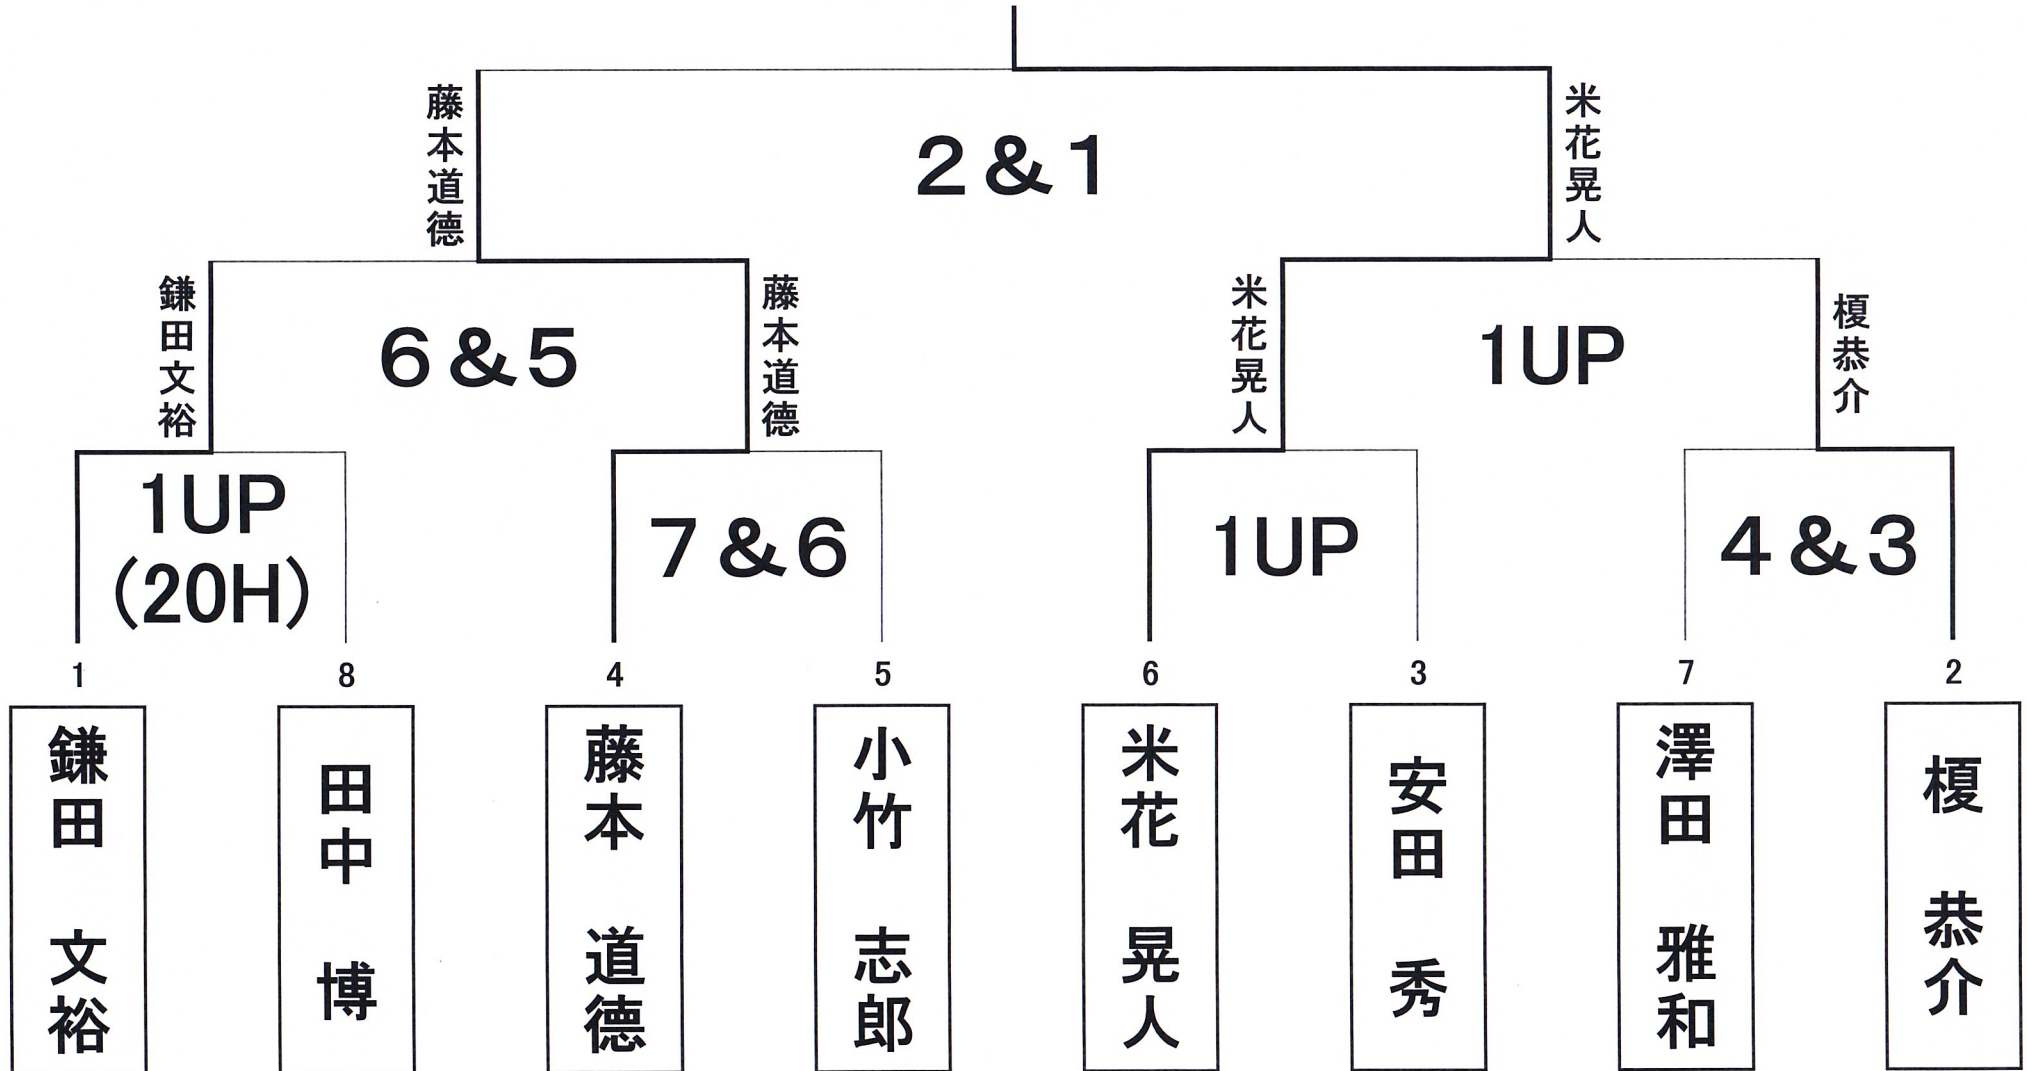 藤本道徳
米花晃人
2&1
鎌田文裕
藤本道徳
米花晃人
榎恭介
6&5
1UP
1UP
(20H)
7&6
1UP
4&3
1
8
4
5
6
3
7
2
鎌田 文裕
田中 博
藤本 道徳
小竹 志郎
米花 晃人
安田 秀
澤田 雅和
榎 恭介